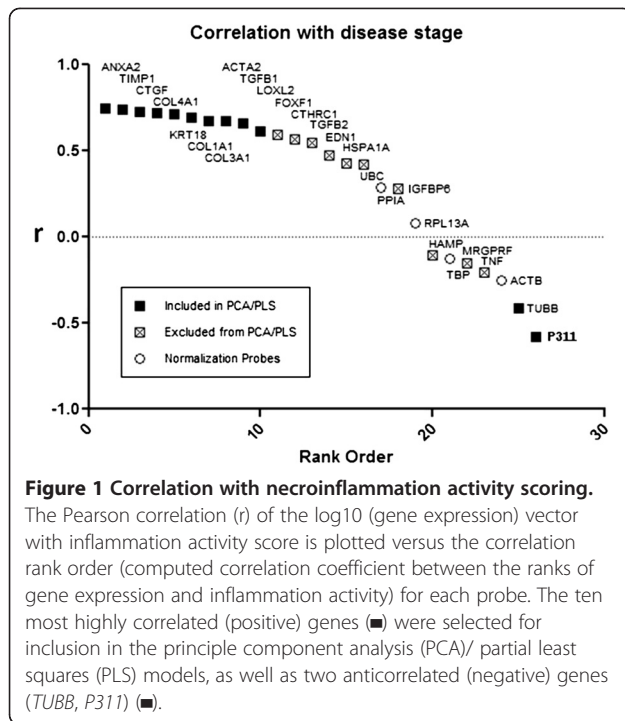 Correlation with disease stage
1.0
0.5
0.0
-0.5
-1.0
r
ANXA2
TIMP1
CTGF
COL4A1
KRT18
COL1A1
COL3A1
ACTA2
TGFB1
LOXL2
FOXF1
CTHRC1
TGFB2
EDN1
HSPA1A
UBC
PPIA
IGFBP6
RPL13A
HAMP
TBP
MRGPRF
TNF
ACTB
TUBB
P311
Included in PCA/PLS
Excluded from PCA/PLS
Normalization Probes
0
10
20
30
Rank Order
Figure 1 Correlation with necroinflammation activity scoring.
The Pearson correlation (r) of the log10 (gene expression) vector
with inflammation activity score is plotted versus the correlation
rank order (computed correlation coefficient between the ranks of
gene expression and inflammation activity) for each probe. The ten
most highly correlated (positive) genes (■) were selected for
inclusion in the principle component analysis (PCA)/ partial least
squares (PLS) models, as well as two anticorrelated (negative) genes
(TUBB, P311) (■).